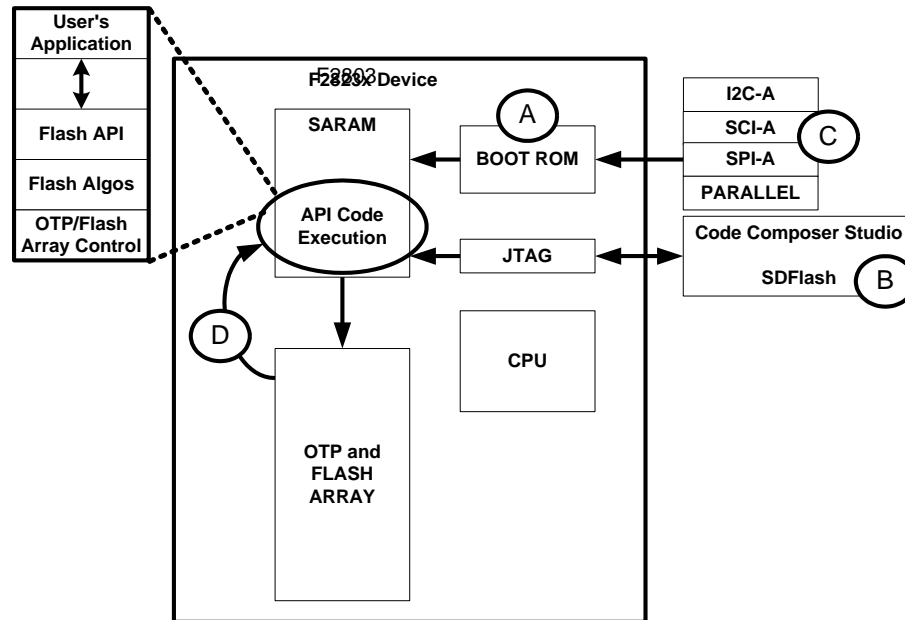 User's
Application
Flash API
Flash Algos
OTP/Flash
Array Control
Device
SARAM
API Code
Execution
A
BOOT ROM
JTAG
CPU
D
OTP and
FLASH
ARRAY
I2C-A
SCI-A
SPI-A
PARALLEL
C
Code Composer Studio
SDFlash
B